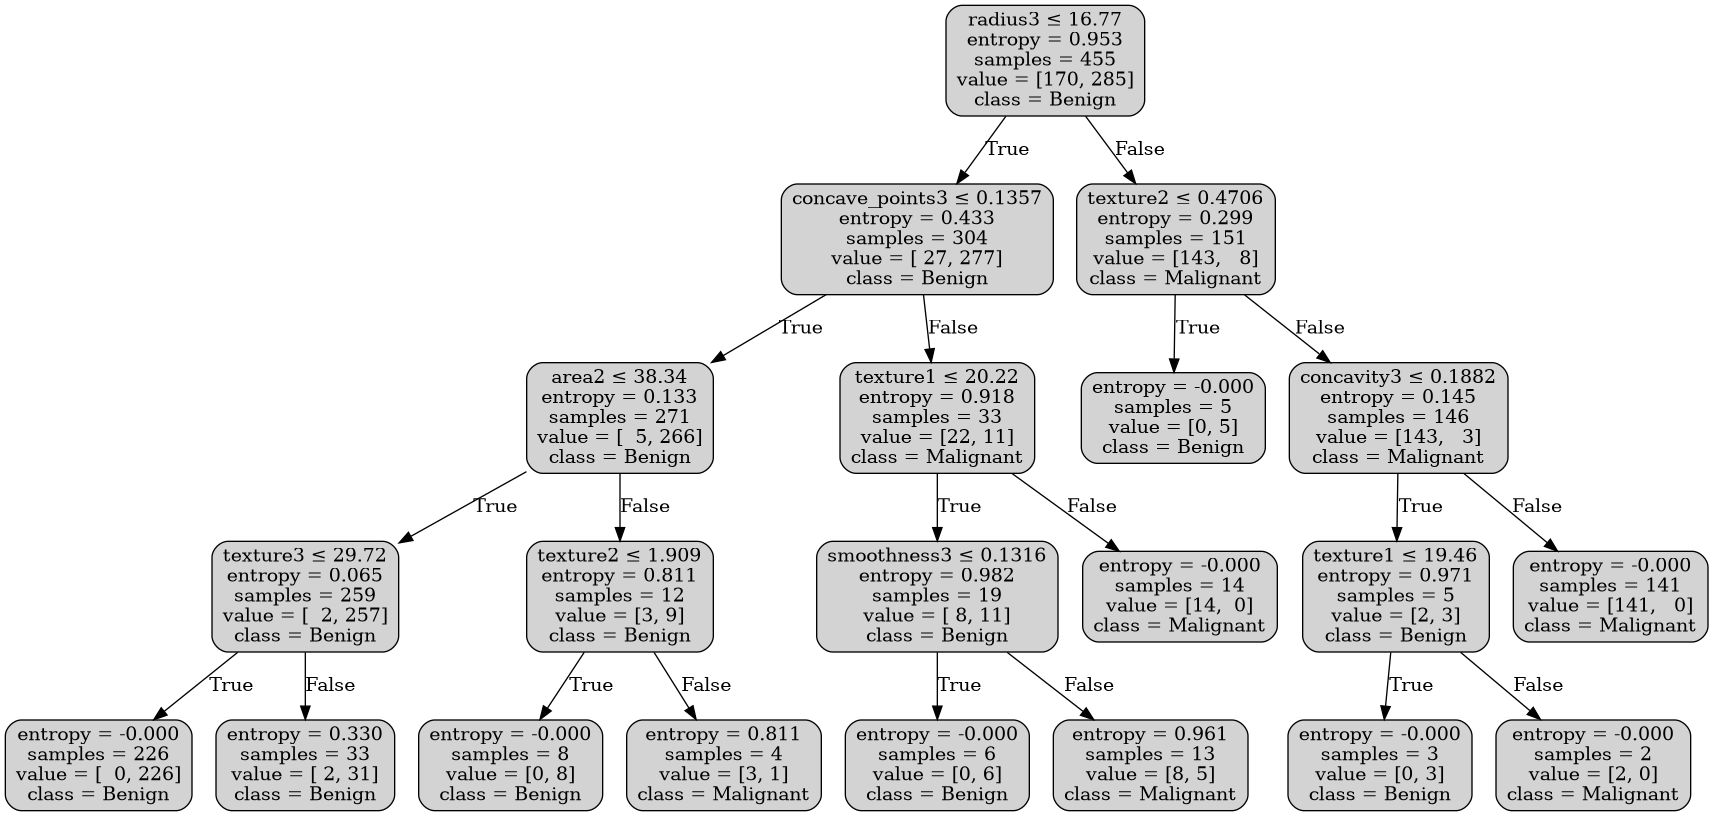 radius3 ≤ 16.77
entropy = 0.953
samples = 455
value = [170, 285]
class = Benign
True
False
concave_points3 ≤ 0.1357
entropy = 0.433
samples = 304
value = [ 27, 277]
class = Benign
texture2 ≤ 0.4706
entropy = 0.299
samples = 151
value = [143,   8]
class = Malignant
True
False
True
False
area2 ≤ 38.34
entropy = 0.133
samples = 271
value = [  5, 266]
class = Benign
texture1 ≤ 20.22
entropy = 0.918
samples = 33
value = [22, 11]
class = Malignant
entropy = -0.000
samples = 5
value = [0, 5]
class = Benign
concavity3 ≤ 0.1882
entropy = 0.145
samples = 146
value = [143,   3]
class = Malignant
True
False
True
False
True
False
texture3 ≤ 29.72
entropy = 0.065
samples = 259
value = [  2, 257]
class = Benign
texture2 ≤ 1.909
entropy = 0.811
samples = 12
value = [3, 9]
class = Benign
smoothness3 ≤ 0.1316
entropy = 0.982
samples = 19
value = [ 8, 11]
class = Benign
entropy = -0.000
samples = 14
value = [14,  0]
class = Malignant
texture1 ≤ 19.46
entropy = 0.971
samples = 5
value = [2, 3]
class = Benign
entropy = -0.000
samples = 141
value = [141,   0]
class = Malignant
True
False
True
False
True
False
True
False
entropy = -0.000
samples = 226
value = [  0, 226]
class = Benign
entropy = 0.330
samples = 33
value = [ 2, 31]
class = Benign
entropy = -0.000
samples = 8
value = [0, 8]
class = Benign
entropy = 0.811
samples = 4
value = [3, 1]
class = Malignant
entropy = -0.000
samples = 6
value = [0, 6]
class = Benign
entropy = 0.961
samples = 13
value = [8, 5]
class = Malignant
entropy = -0.000
samples = 3
value = [0, 3]
class = Benign
entropy = -0.000
samples = 2
value = [2, 0]
class = Malignant